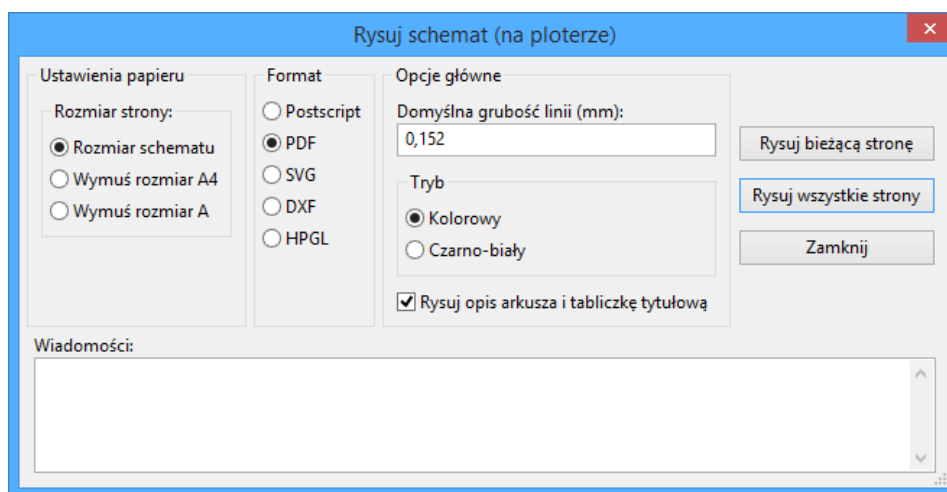 Rysuj schemat (na ploterze)
Ustawienia papieru
Rozmiar strony:
Rozmiar schematu
Wymuś rozmiar A4
Wymuś rozmiar A
Format
Postscript
PDF
SVG
DXF
HPGL
Opcje główne
Domyślna grubość linii (mm):
0,152
Tryb
Kolorowy
Czarno-biały
Rysuj opis arkusza i tabliczkę tytułową
Rysuj bieżącą stronę
Rysuj wszystkie strony
Zamknij
Wiadomości: